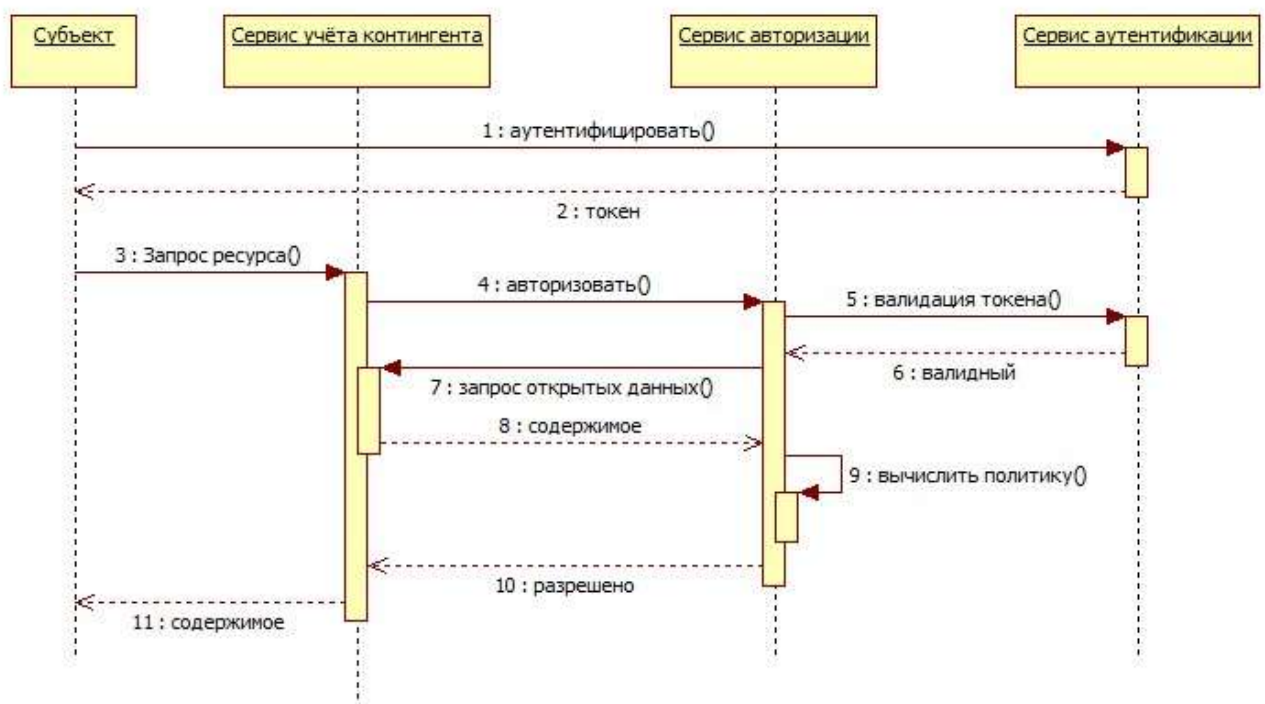 Субъект
Сервис учёта контингента
Сервис авторизации
Сервис аутентификации
1 : аутентифицировать()
2 : токен
3 : Запрос ресурса()
4 : авторизовать()
5 : валидация токена()
6 : валидный
7 : запрос открытых данных()
8 : содержимое
9 : вычислить политику()
10 : разрешено
11 : содержимое